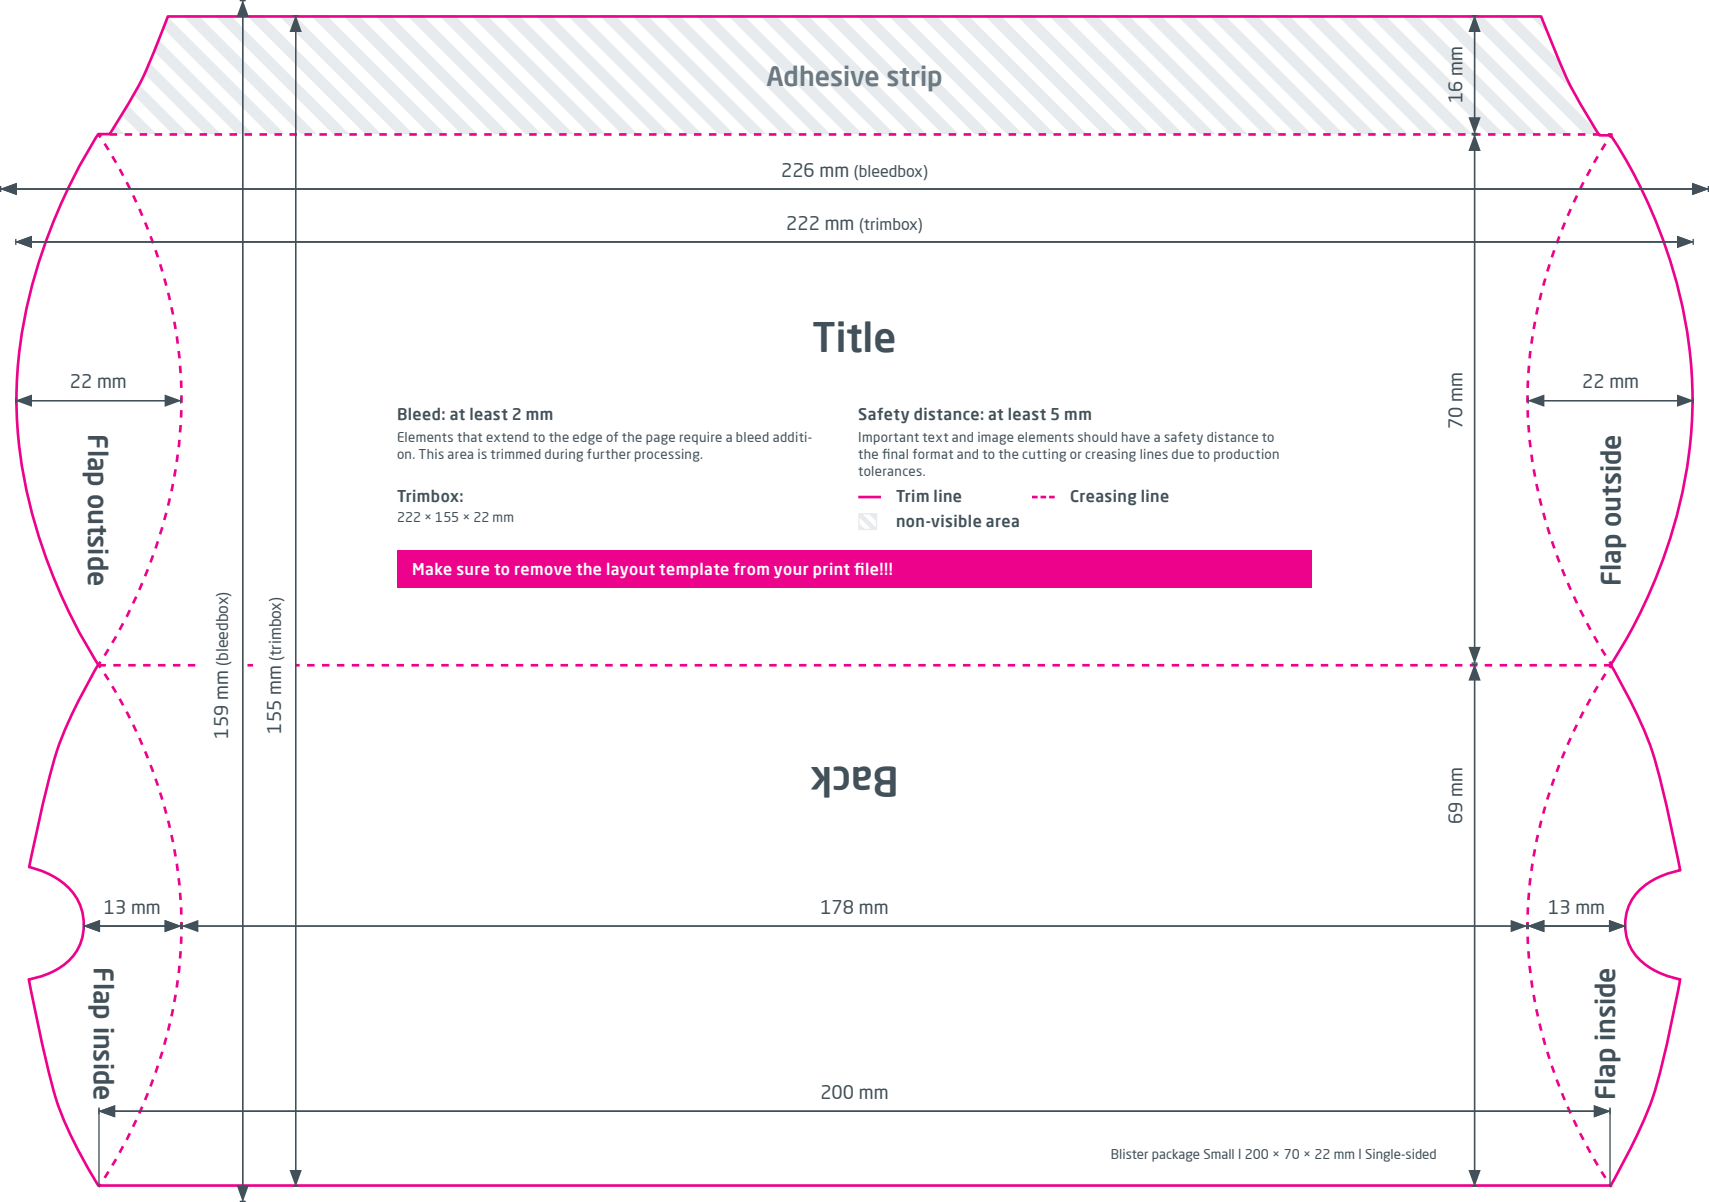 Adhesive strip
16 mm
226 mm (bleedbox)
222 mm (trimbox)
Title
22 mm
70 mm
22 mm
Bleed: at least 2 mm
Elements that extend to the edge of the page require a bleed additi-
on. This area is trimmed during further processing.
Safety distance: at least 5 mm
Important text and image elements should have a safety distance to
the final format and to the cutting or creasing lines due to production
tolerances.
Flap outside
Flap outside
Trimbox:
222 × 155 × 22 mm
Trim line
Creasing line
non-visible area
Make sure to remove the layout template from your print file!!!
159 mm (bleedbox)
155 mm (trimbox)
Back
69 mm
13 mm
178 mm
13 mm
Flap inside
Flap inside
200 mm
Blister package Small I 200 × 70 × 22 mm I Single-sided